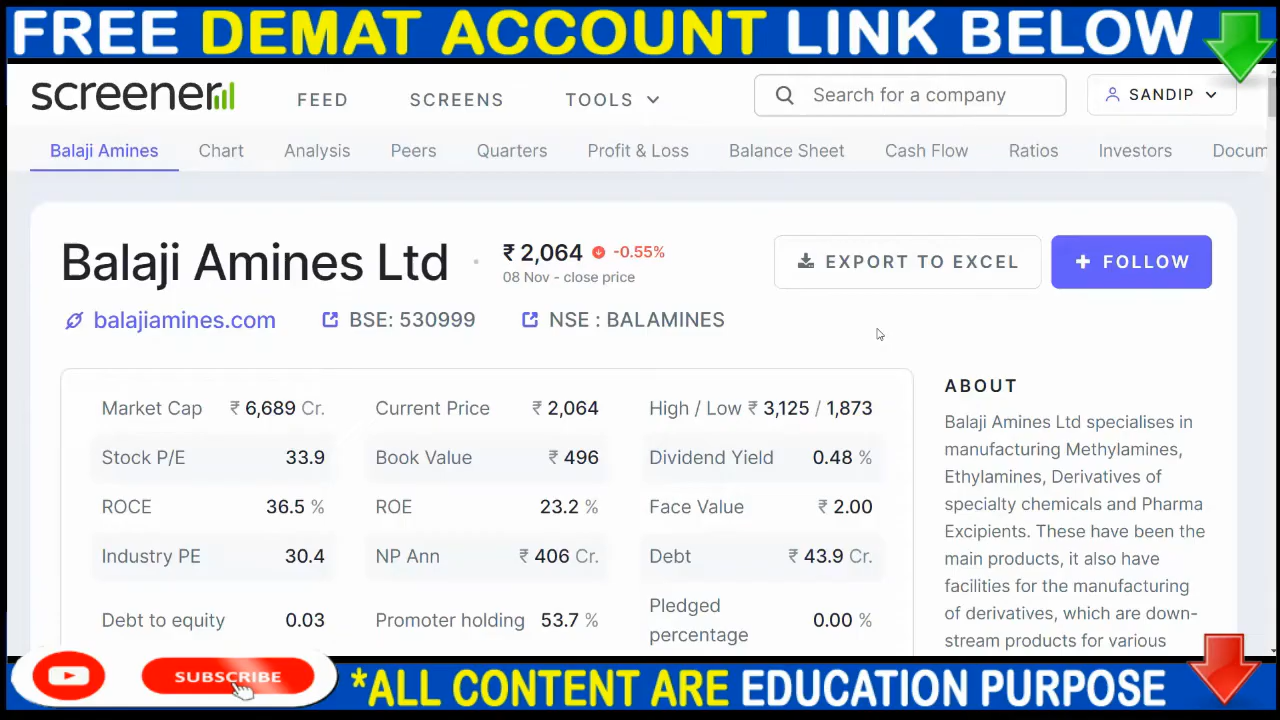 FREE DEMAT ACCOUNT LINK BELOW
screener FEED SCREENS TOOLS Search for a company SANDIP
Balaji Amines Chart Analysis Peers Quarters Profit & Loss Balance Sheet Cash Flow Ratios Investors Docum
Balaji Amines Ltd ₹ 2,064 -0.55%
08 Nov - close price
EXPORT TO EXCEL + FOLLOW
balajiamines.com BSE: 530999 NSE : BALAMINES
Market Cap ₹ 6,689 Cr. Current Price ₹ 2,064 High / Low ₹ 3,125 / 1,873
Stock P/E 33.9 Book Value ₹ 496 Dividend Yield 0.48 %
ROCE 36.5 % ROE 23.2 % Face Value ₹ 2.00
Industry PE 30.4 NP Ann ₹ 406 Cr. Debt ₹ 43.9 Cr.
Debt to equity 0.03 Promoter holding 53.7 % Pledged percentage 0.00 %
ABOUT
Balaji Amines Ltd specialises in
manufacturing Methylamines,
Ethylamines, Derivatives of
specialty chemicals and Pharma
Excipients. These have been the
main products, it also have
facilities for the manufacturing
of derivatives, which are down-
stream products for various
SUBSCRIBE
*ALL CONTENT ARE EDUCATION PURPOSE